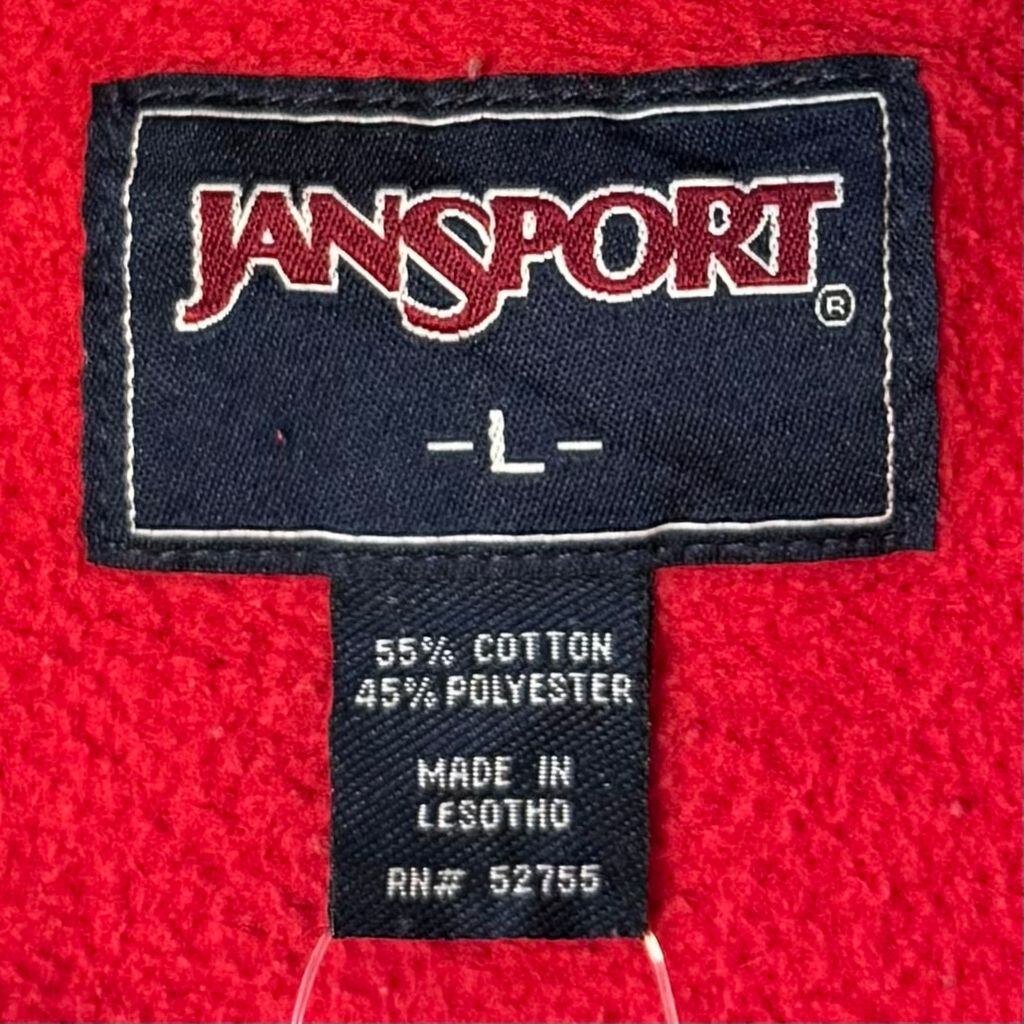 JANSPORT®
-L-
55% COTTON
45% POLYESTER
MADE IN
LESOTHO
RN# 52755